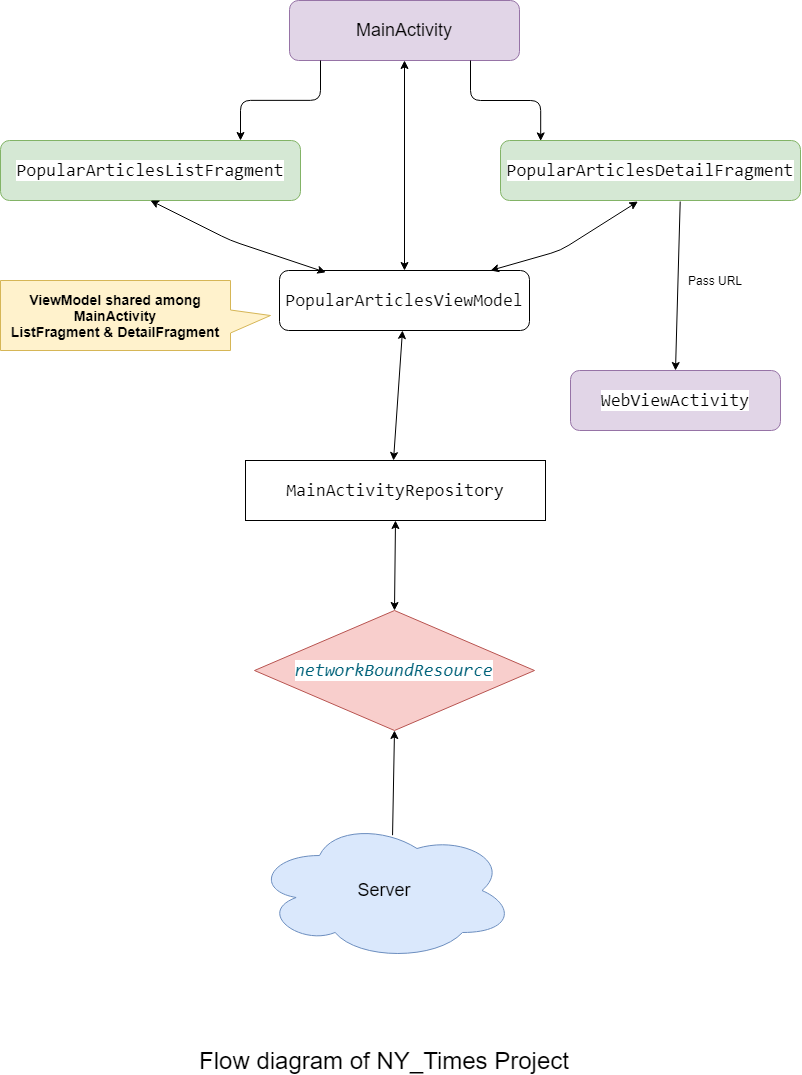 MainActivity
PopularArticlesListFragment
PopularArticlesDetailFragment
Pass URL
ViewModel shared among
MainActivity
ListFragment & DetailFragment
PopularArticlesViewModel
WebViewActivity
MainActivityRepository
networkBoundResource
Server
Flow diagram of NY_Times Project